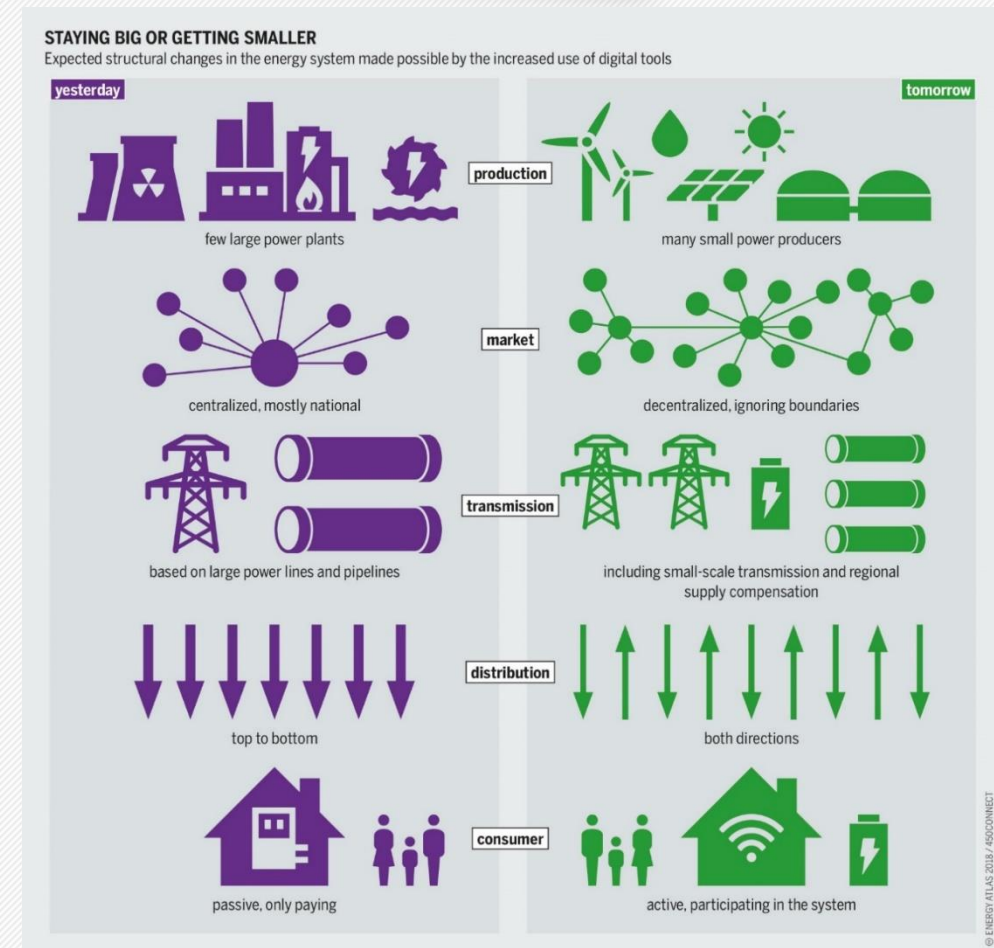 STAYING BIG OR GETTING SMALLER
Expected structural changes in the energy system made possible by the increased use of digital tools
yesterday
tomorrow
production
few large power plants
many small power producers
market
centralized, mostly national
decentralized, ignoring boundaries
transmission
based on large power lines and pipelines
including small-scale transmission and regional
supply compensation
distribution
top to bottom
both directions
consumer
passive, only paying
active, participating in the system
© ENERGY ATLAS 2018 / 450CONNECT